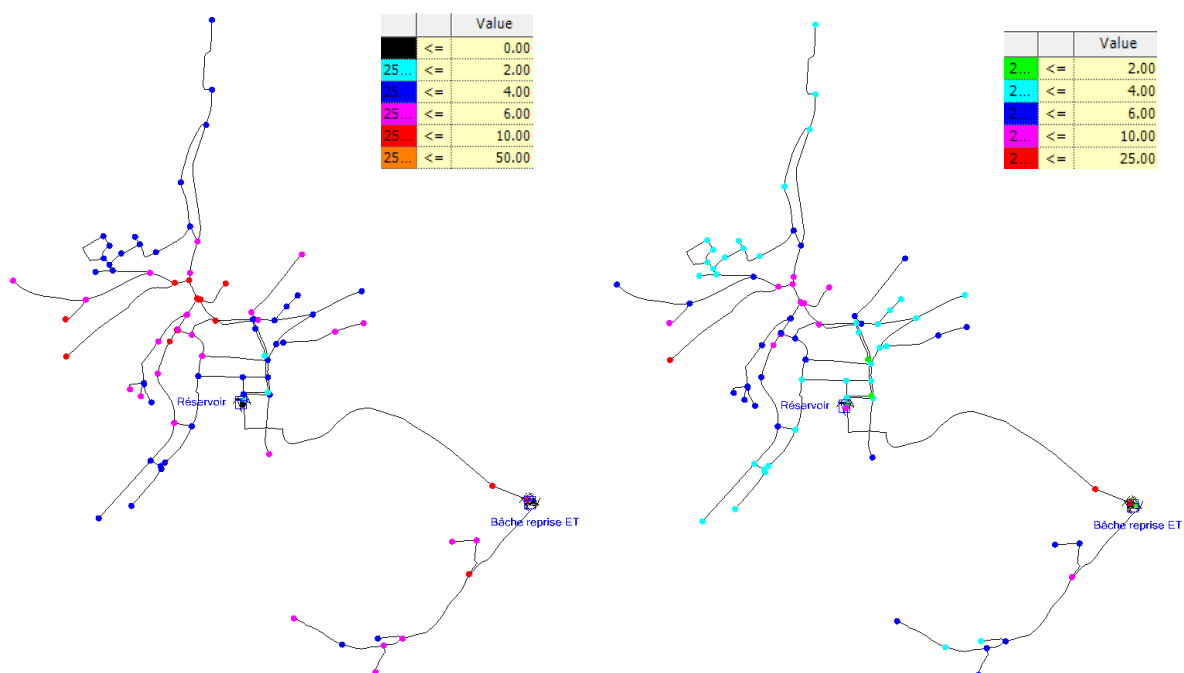 Value
<= 0.00
25... <= 2.00
25... <= 4.00
25... <= 6.00
25... <= 10.00
25... <= 50.00
Value
2... <= 2.00
2... <= 4.00
2... <= 6.00
2... <= 10.00
2... <= 25.00
Réservoir
Réservoir
Bâche reprise ET
Bâche reprise ET